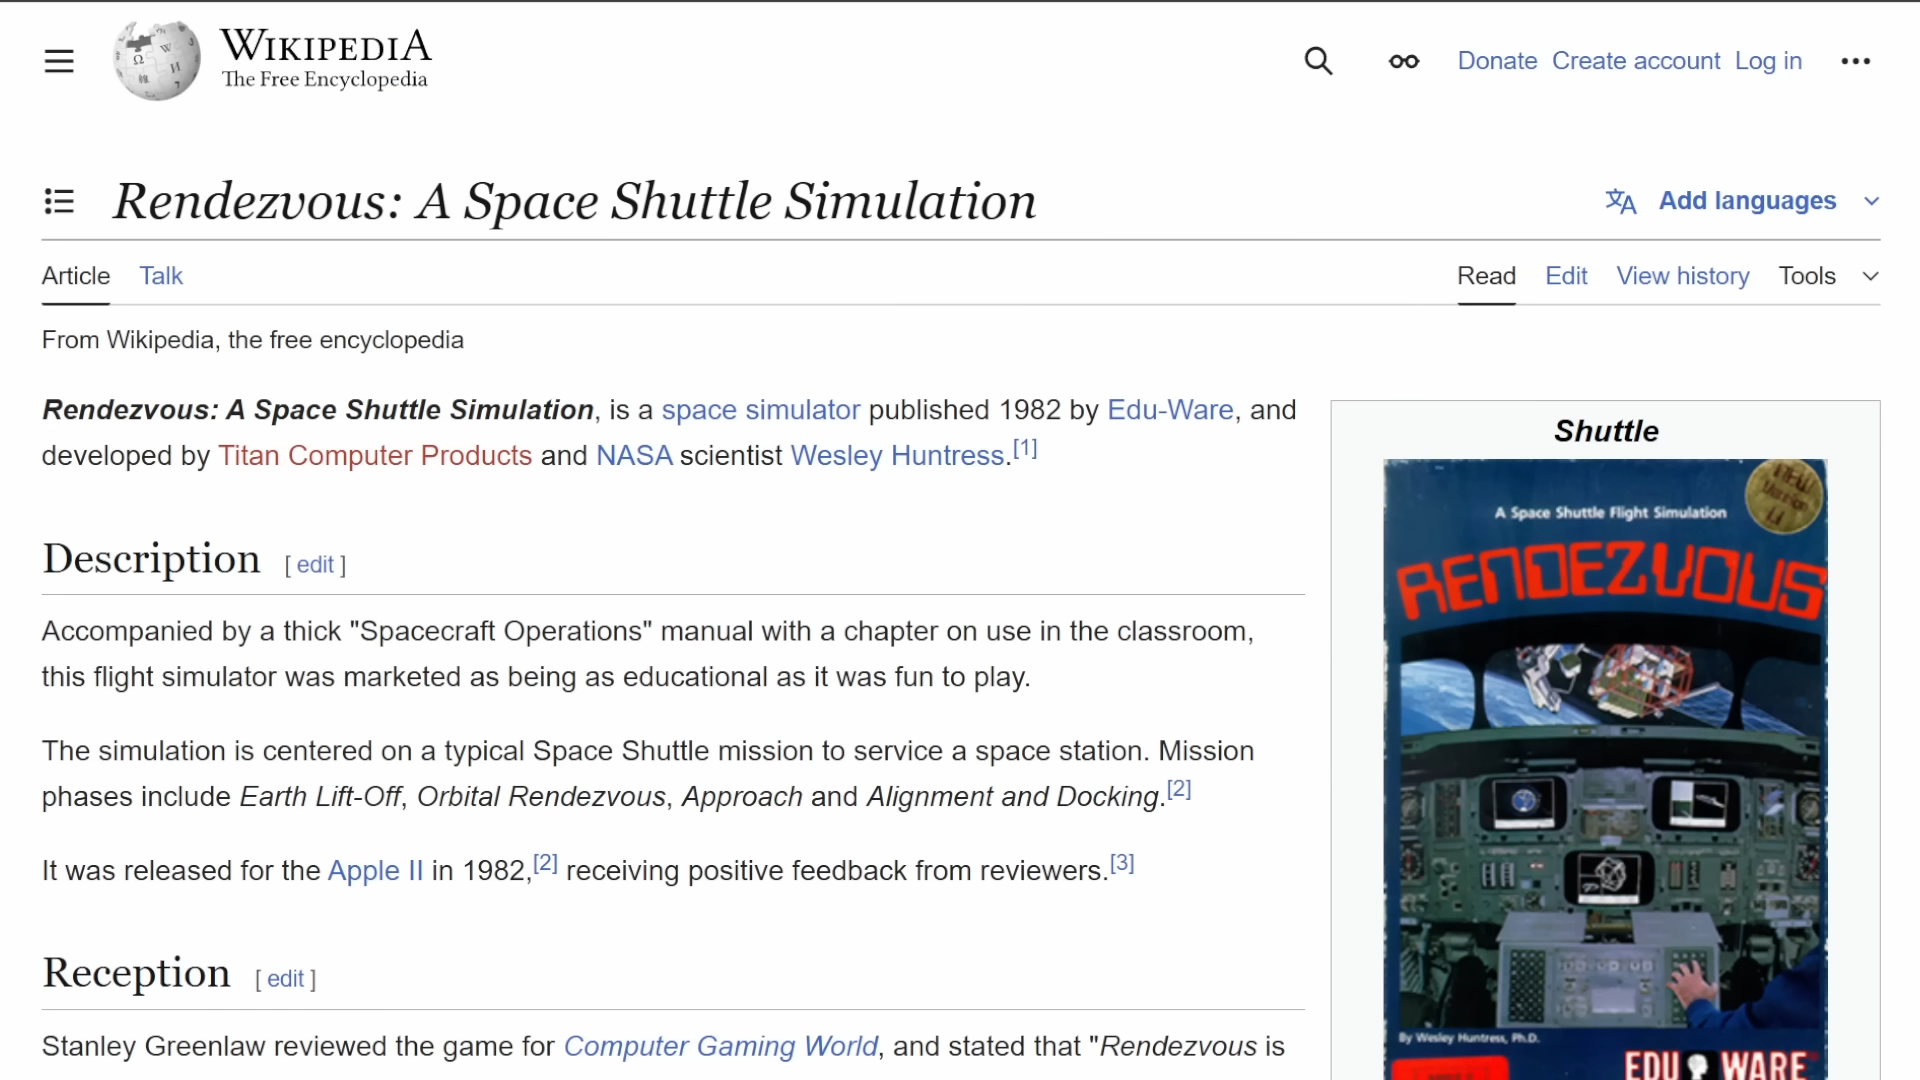 WIKIPEDIA
The Free Encyclopedia
Donate Create account Log in
Rendezvous: A Space Shuttle Simulation
Add languages
Article Talk
Read Edit View history Tools
From Wikipedia, the free encyclopedia
Rendezvous: A Space Shuttle Simulation, is a space simulator published 1982 by Edu-Ware, and
developed by Titan Computer Products and NASA scientist Wesley Huntress.[1]
Description [ edit ]
Accompanied by a thick "Spacecraft Operations" manual with a chapter on use in the classroom,
this flight simulator was marketed as being as educational as it was fun to play.
The simulation is centered on a typical Space Shuttle mission to service a space station. Mission
phases include Earth Lift-Off, Orbital Rendezvous, Approach and Alignment and Docking.[2]
It was released for the Apple II in 1982,[2] receiving positive feedback from reviewers.[3]
Reception [ edit ]
Stanley Greenlaw reviewed the game for Computer Gaming World, and stated that "Rendezvous is
Shuttle
NEW
Version
A Space Shuttle Flight Simulation
RENDEZVOUS
By Wesley Huntress, Ph.D.
EDU WARE